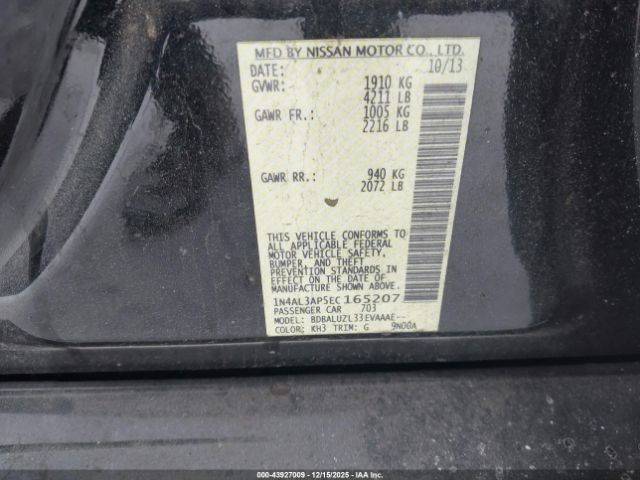 MFD BY NISSAN MOTOR CO., LTD.
DATE: 10/13
GVWR: 1910 KG
4211 LB
GAWR FR.: 1005 KG
2216 LB
GAWR RR.: 940 KG
2072 LB
THIS VEHICLE CONFORMS TO
ALL APPLICABLE FEDERAL
MOTOR VEHICLE SAFETY,
BUMPER, AND THEFT
PREVENTION STANDARDS
IN EFFECT ON THE DATE OF
MANUFACTURE SHOWN ABOVE.
1N4AL3AP5EC165207
PASSENGER CAR 703
MODEL: BDBALUZL33EVAAAE--
COLOR: KH3 TRIM: G 9N00A
©-43927009 - 12/15/2025 - IAA, Inc.